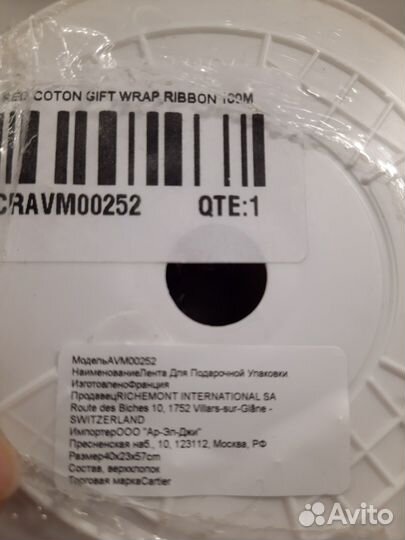 RED COTON GIFT WRAP RIBBON 100M
CRAVM00252 QTE:1
МодельAVM00252
НаименованиеЛента Для Подарочной Упаковки
ИзготовленоФранция
ПродавецRICHEMONT INTERNATIONAL SA
Route des Biches 10, 1752 Villars-sur-Glâne -
SWITZERLAND
ИмпортерООО "Ар-Эл-Джи"
Пресненская наб., 10, 123112, Москва, РФ
Размер40x23x57cm
Состав, верххлопок
Торговая маркаCartier
Avito